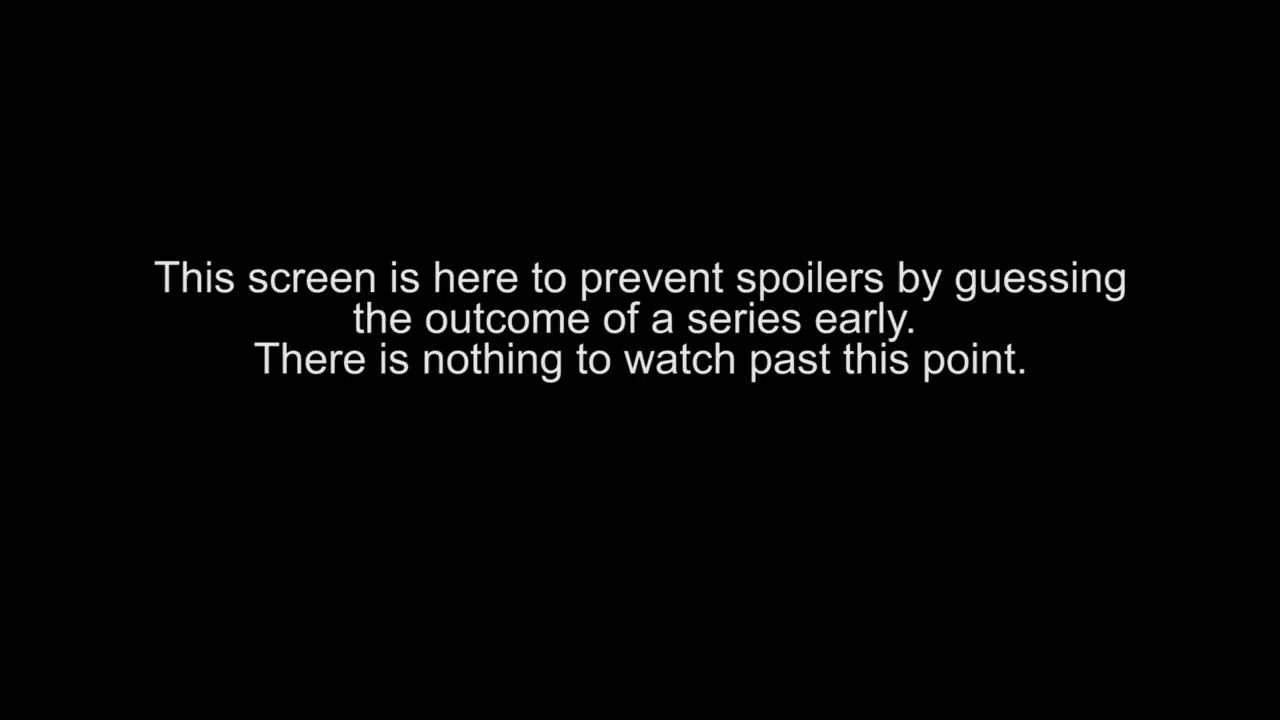 This screen is here to prevent spoilers by guessing
the outcome of a series early.
There is nothing to watch past this point.